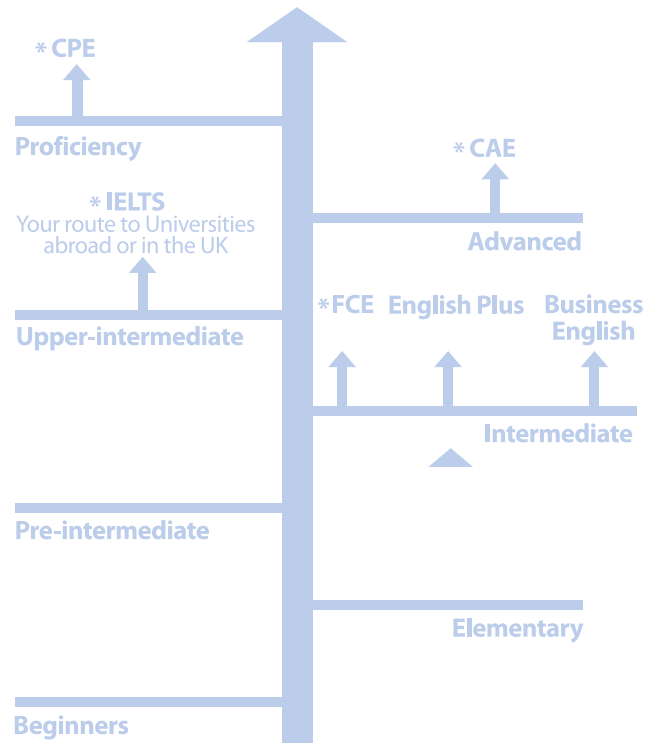 * CPE
Proficiency
* CAE
* IELTS
Your route to Universities
abroad or in the UK
Advanced
*FCE
English Plus
Business
English
Upper-intermediate
Intermediate
Pre-intermediate
Elementary
Beginners